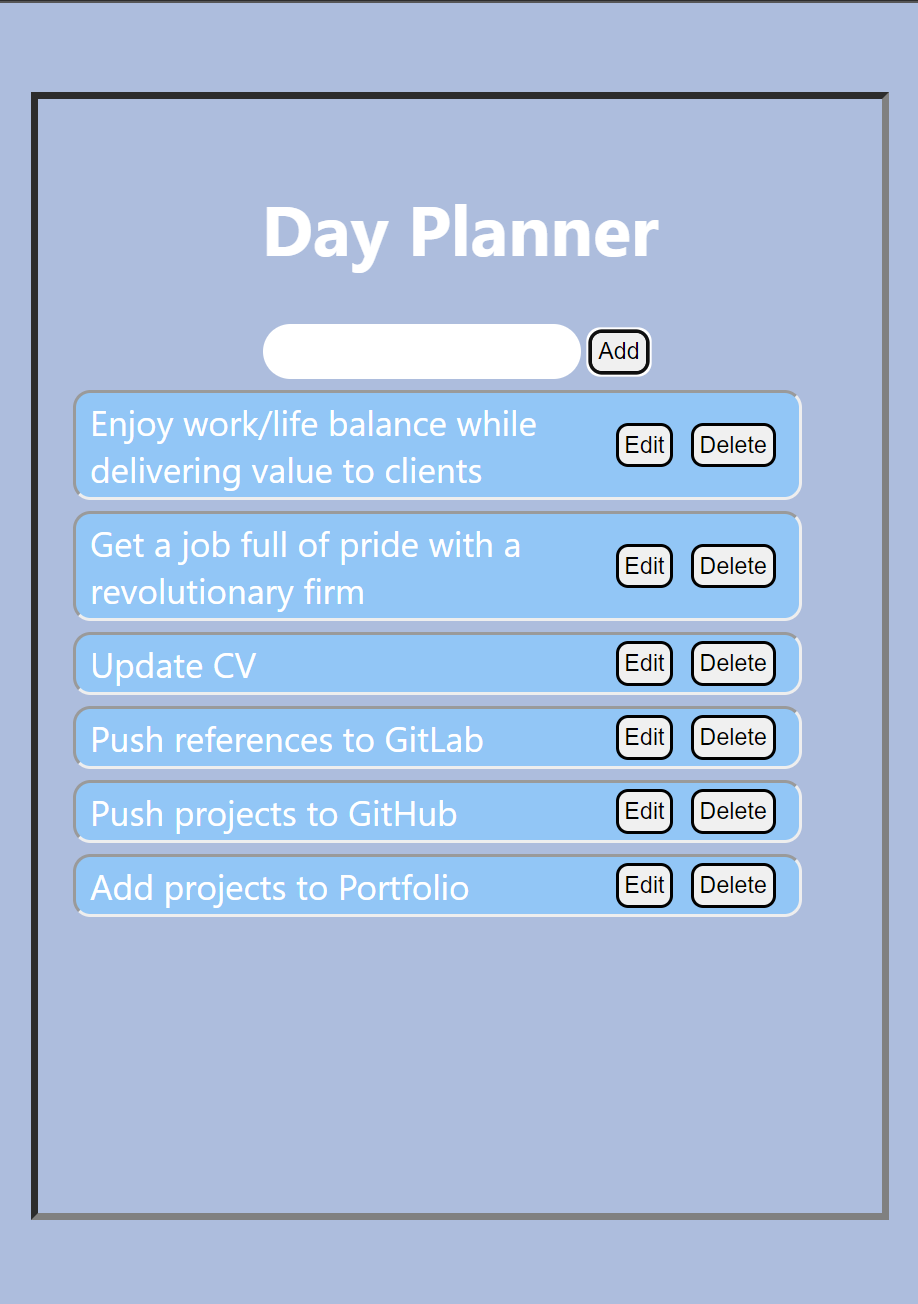 Day Planner
Add
Enjoy work/life balance while
delivering value to clients
Edit Delete
Get a job full of pride with a
revolutionary firm
Edit Delete
Update CV Edit Delete
Push references to GitLab Edit Delete
Push projects to GitHub Edit Delete
Add projects to Portfolio Edit Delete